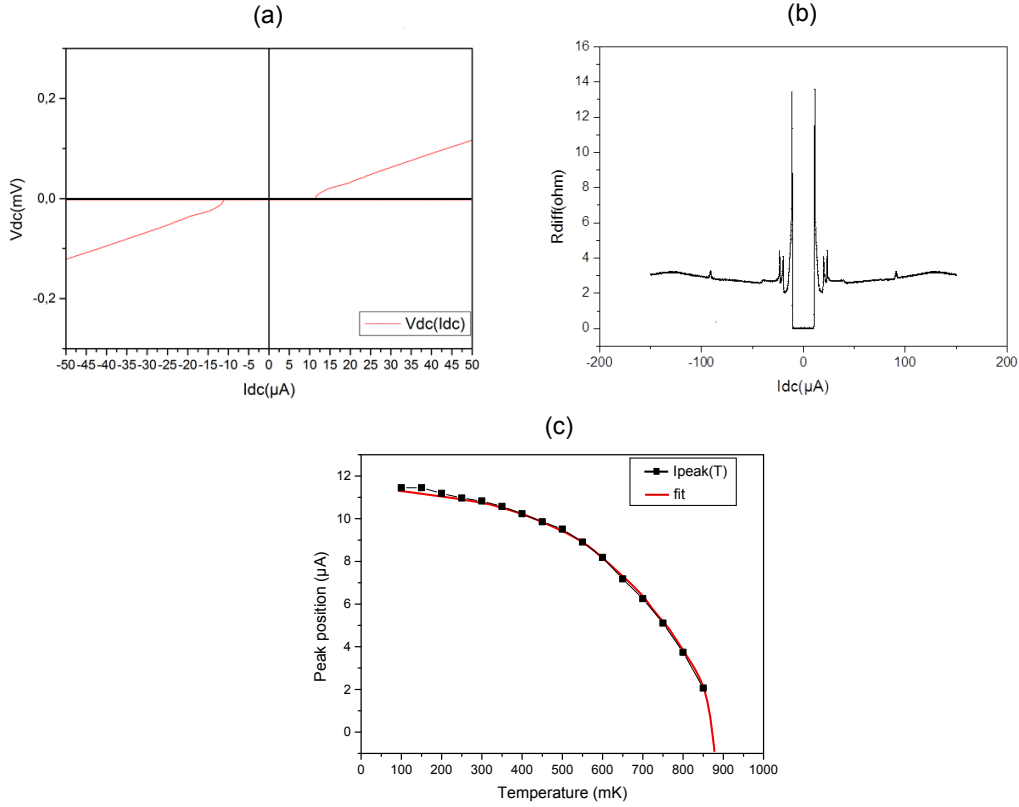 (a)
0,2
0,0
-0,2
Vdc(mV)
Vdc(Idc)
-50 -45 -40 -35 -30 -25 -20 -15 -10 -5 0 5 10 15 20 25 30 35 40 45 50
Idc(µA)
(b)
16
14
12
10
8
6
4
2
0
Rdiff(ohm)
-200 -100 0 100 200
Idc(µA)
(c)
12
10
8
6
4
2
0
Peak position (µA)
Ipeak(T)
fit
0 100 200 300 400 500 600 700 800 900 1000
Temperature (mK)